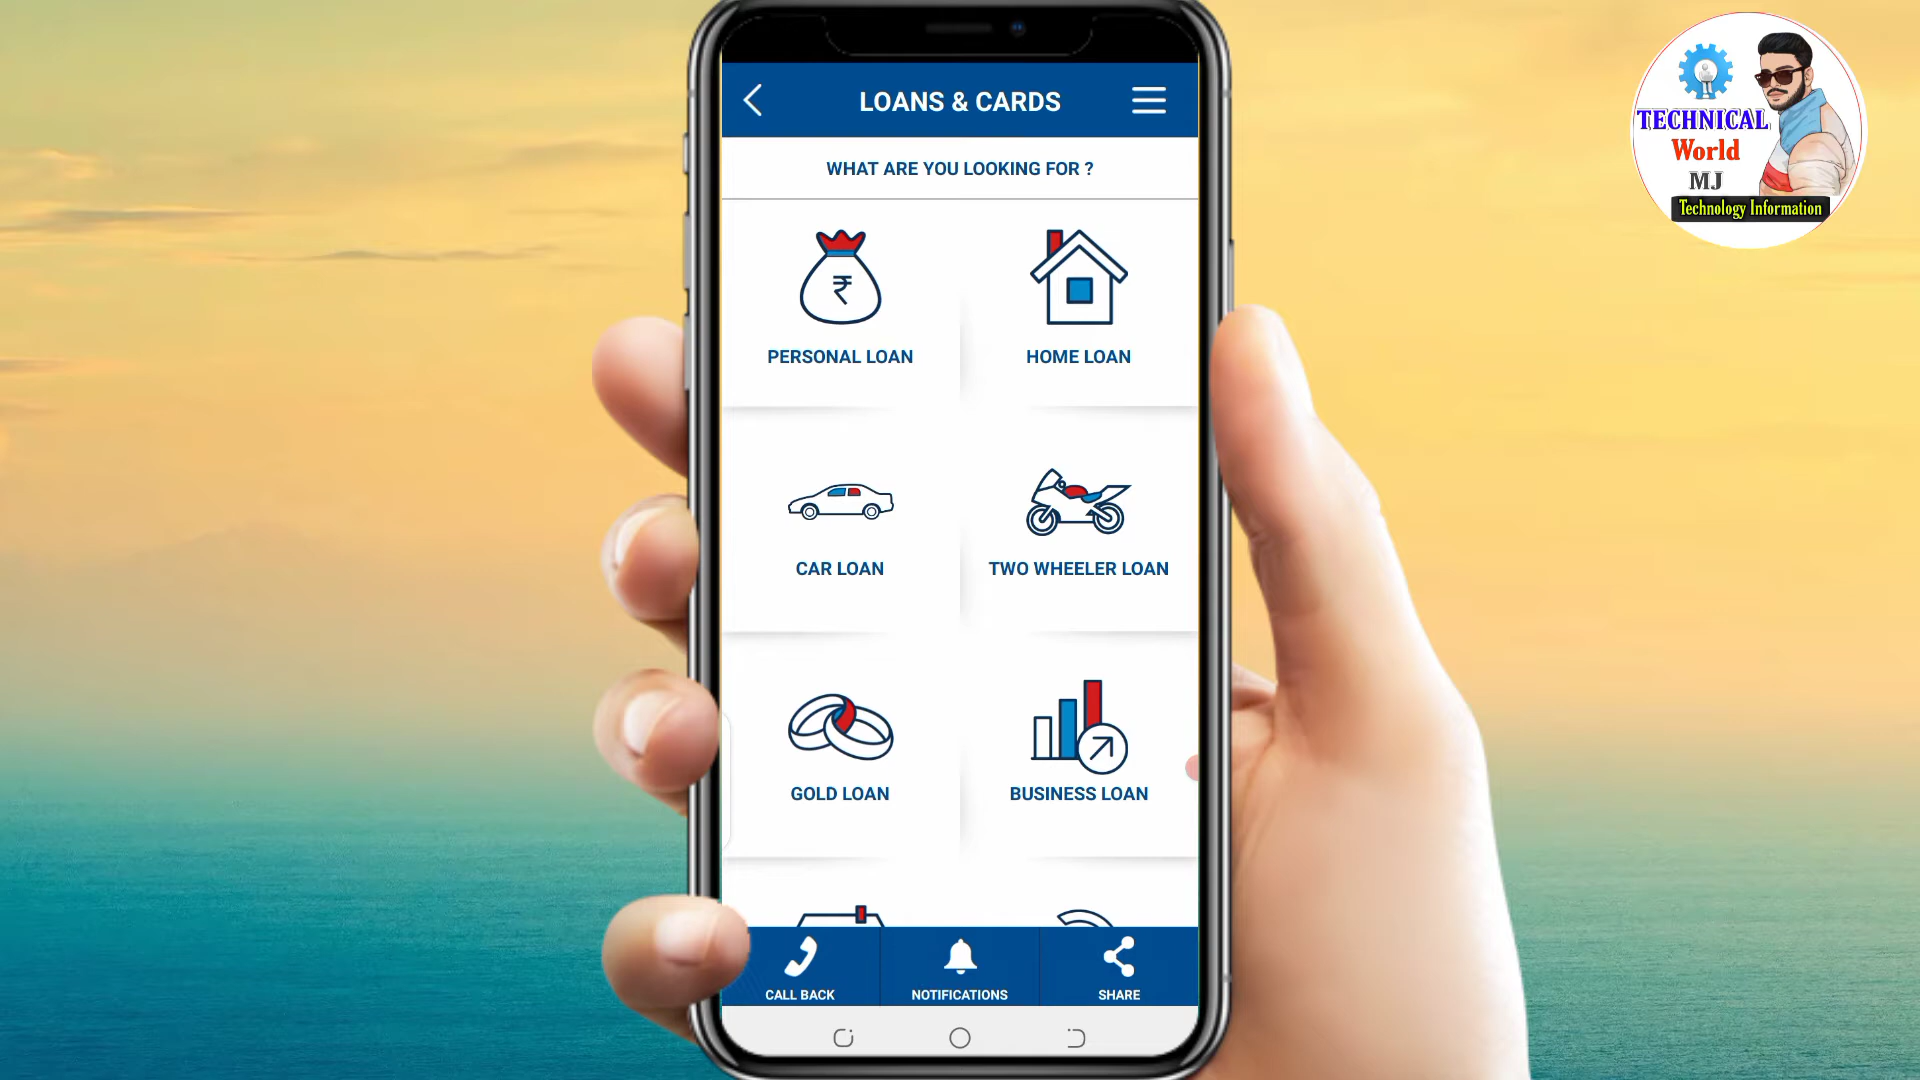 LOANS & CARDS
WHAT ARE YOU LOOKING FOR ?
₹
PERSONAL LOAN
HOME LOAN
CAR LOAN
TWO WHEELER LOAN
GOLD LOAN
BUSINESS LOAN
CALL BACK
NOTIFICATIONS
SHARE
TECHNICAL
World
MJ
Technology Information